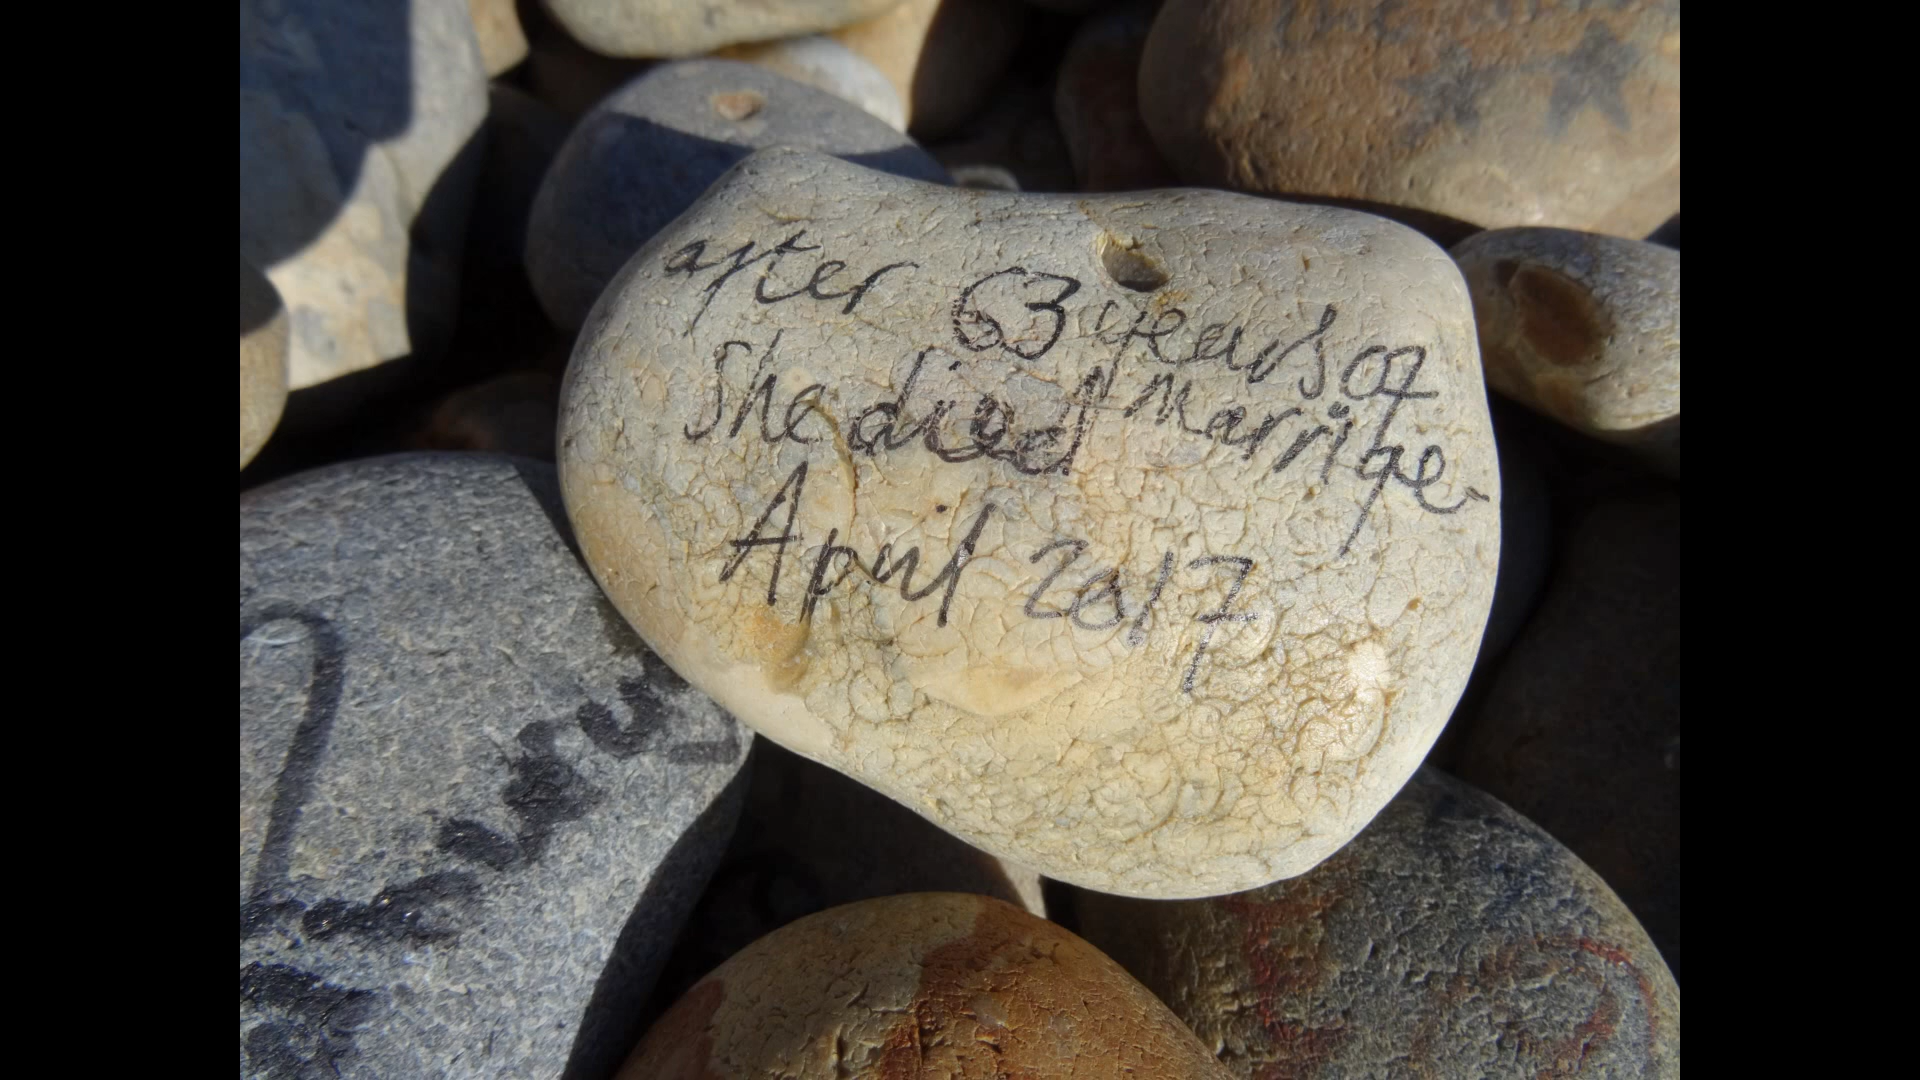 after 63 years of
marrige
She died
April 2017